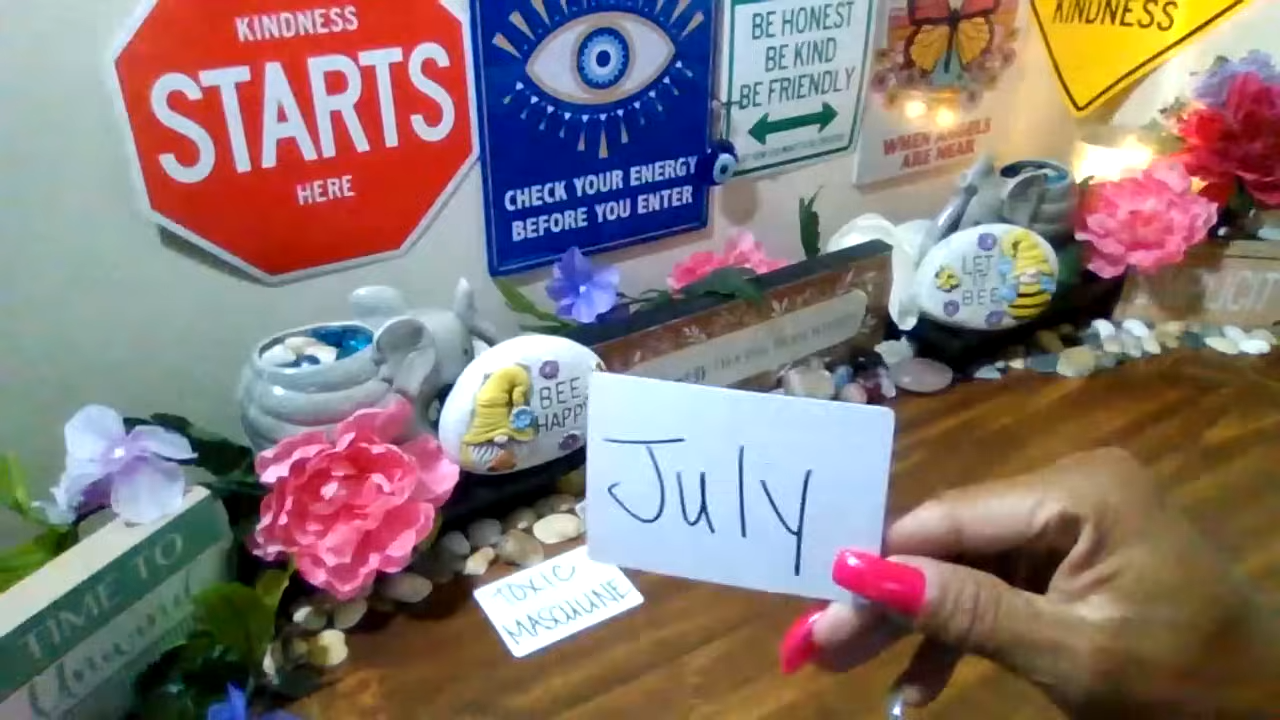 KINDNESS
STARTS
HERE
CHECK YOUR ENERGY
BEFORE YOU ENTER
BE HONEST
BE KIND
BE FRIENDLY
WHEN ANGELS
ARE NEAR
KINDNESS
LET
IT
BEE
BEE
HAPPY
July
TOXIC
MASCULINE
TIME TO